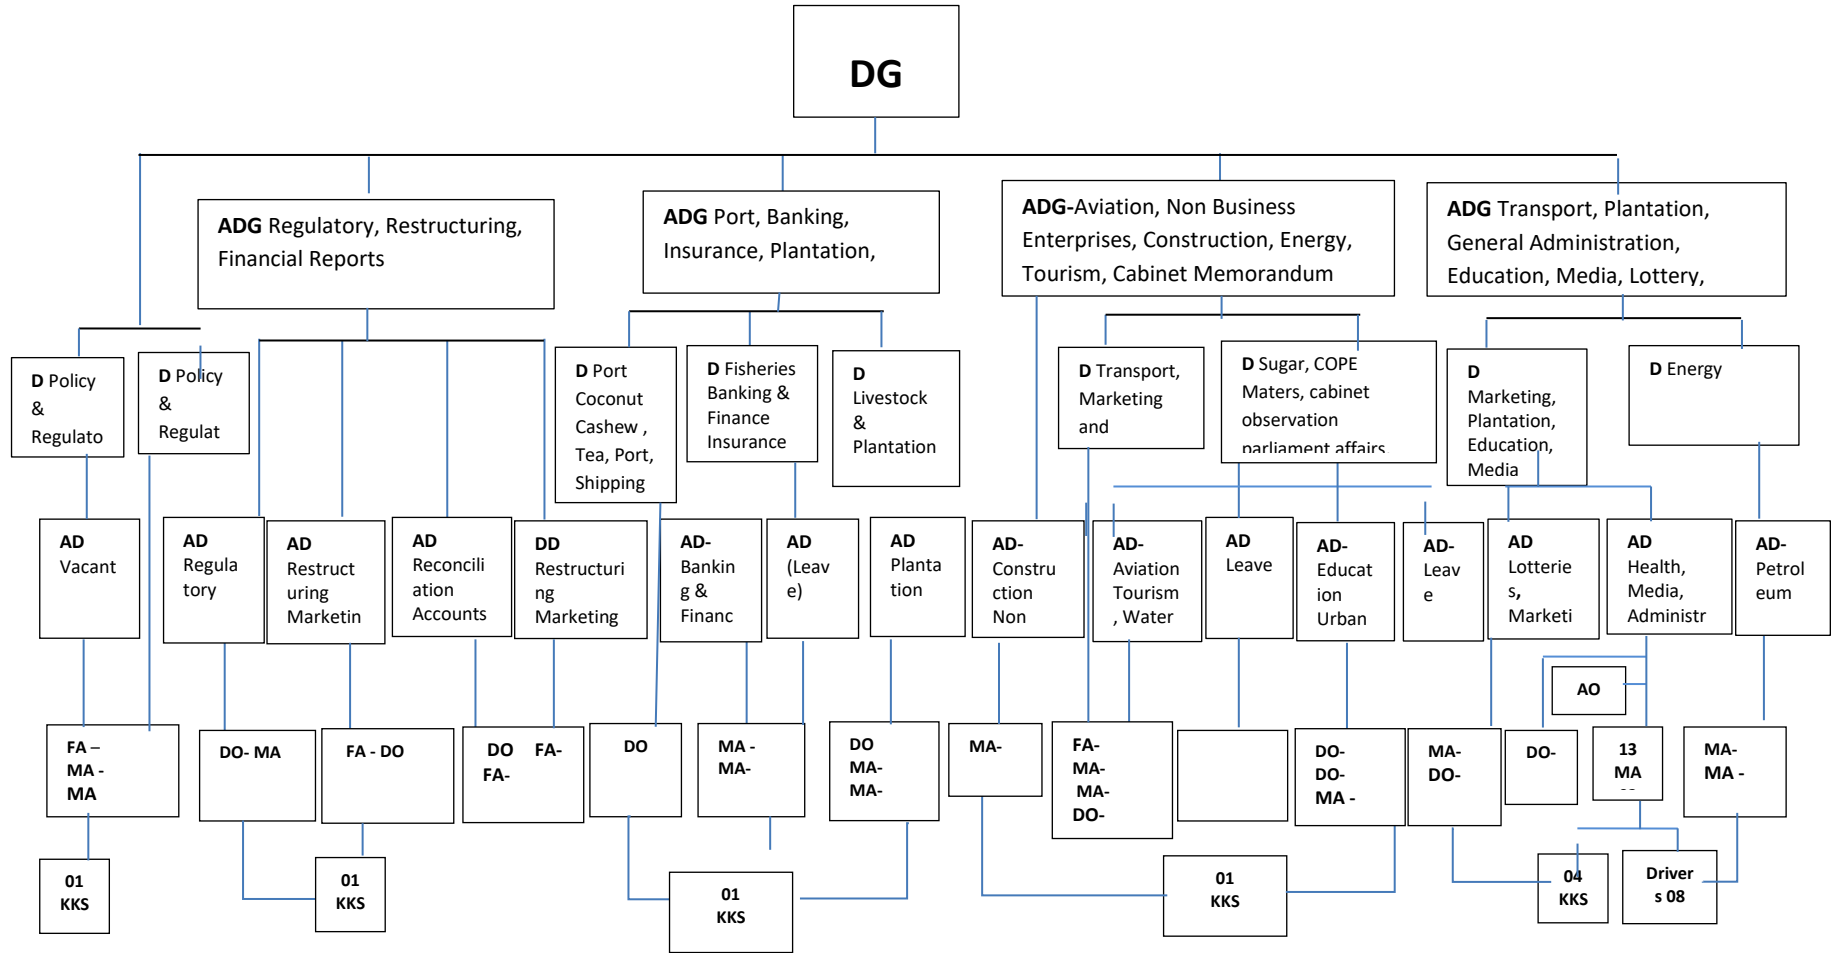 DG
ADG Regulatory, Restructuring,
Financial Reports
ADG Port, Banking,
Insurance, Plantation,
ADG-Aviation, Non Business
Enterprises, Construction, Energy,
Tourism, Cabinet Memorandum
ADG Transport, Plantation,
General Administration,
Education, Media, Lottery,
D Policy
&
Regulato
D Policy
&
Regulat
D Port
Coconut
Cashew ,
Tea, Port,
Shipping
D Fisheries
Banking &
Finance
Insurance
D
Livestock
&
Plantation
D Transport,
Marketing
and
D Sugar, COPE
Maters, cabinet
observation
parliament affairs.
D
Marketing,
Plantation,
Education,
Media
D Energy
AD
Vacant
AD
Regula
tory
AD
Restruct
uring
Marketin
AD
Reconcili
ation
Accounts
DD
Restructuri
ng
Marketing
AD-
Bankin
g &
Financ
AD
(Leav
e)
AD
Planta
tion
AD-
Constru
ction
Non
AD-
Aviation
Tourism
, Water
AD
Leave
AD-
Educat
ion
Urban
AD-
Leav
e
AD
Lotterie
s,
Marketi
AD
Health,
Media,
Administr
AD-
Petrol
eum
AO
FA –
MA -
MA
DO- MA
FA - DO
DO FA-
FA-
DO
MA -
MA-
DO
MA-
MA-
MA-
FA-
MA-
MA-
DO-
DO-
DO-
MA -
MA-
DO-
DO-
13
MA
MA-
MA -
01
KKS
01
KKS
01
KKS
01
KKS
04
KKS
Driver
s 08